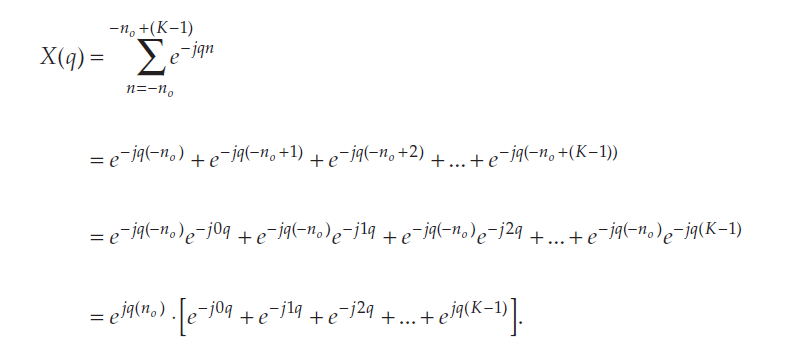 X(q) = \sum_{n=-n_o}^{-n_o+(K-1)} e^{-jqn}
= e^{-jq(-n_o)} + e^{-jq(-n_o+1)} + e^{-jq(-n_o+2)} + ... + e^{-jq(-n_o+(K-1))}
= e^{-jq(-n_o)}e^{-j0q} + e^{-jq(-n_o)}e^{-j1q} + e^{-jq(-n_o)}e^{-j2q} + ... + e^{-jq(-n_o)}e^{-jq(K-1)}
= e^{jq(n_o)} \cdot [e^{-j0q} + e^{-j1q} + e^{-j2q} + ... + e^{jq(K-1)}].